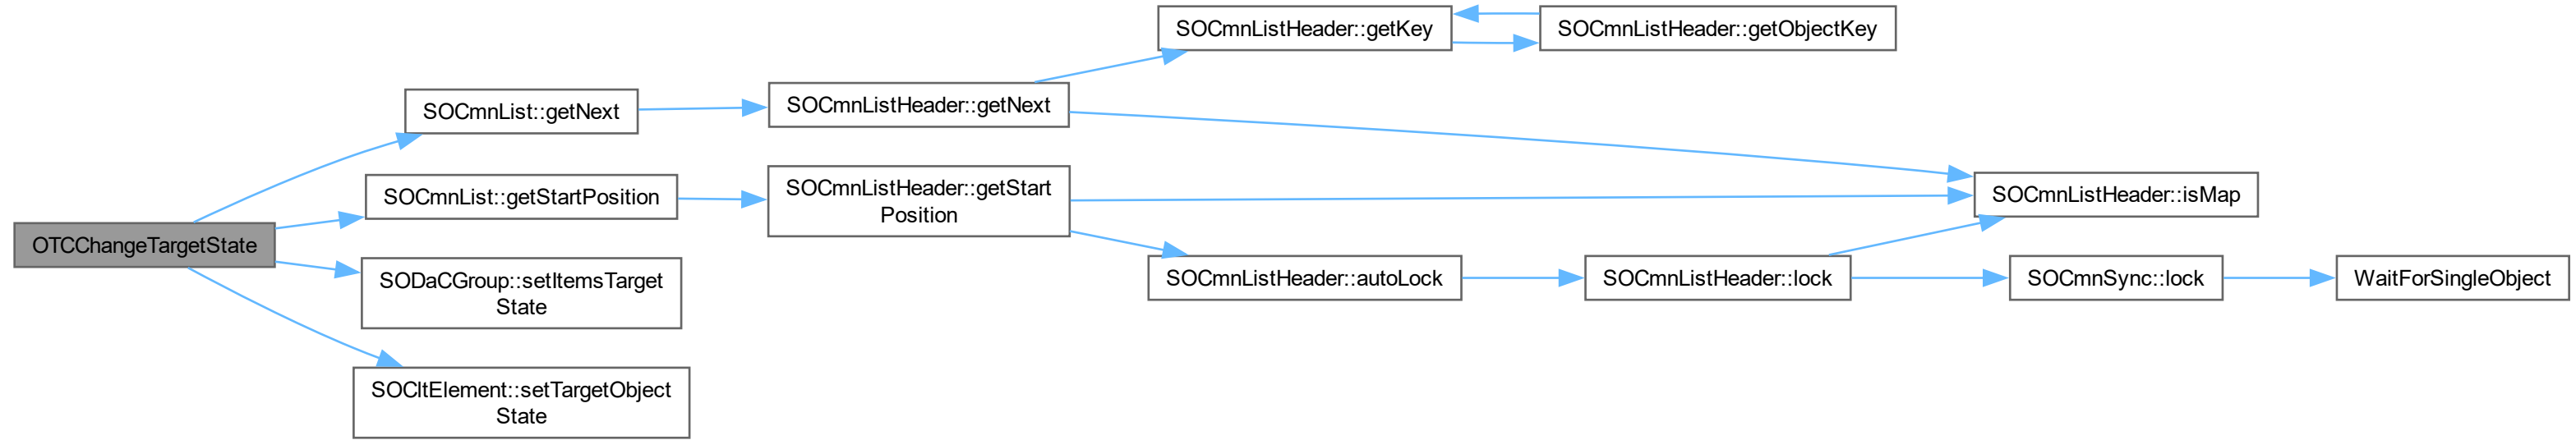 OTCChangeTargetState
SOCmnList::getNext
SOCmnList::getStartPosition
SODaCGroup::setItemsTarget
State
SOCltElement::setTargetObject
State
SOCmnListHeader::getNext
SOCmnListHeader::getStart
Position
SOCmnListHeader::getKey
SOCmnListHeader::getObjectKey
SOCmnListHeader::autoLock
SOCmnListHeader::lock
SOCmnListHeader::isMap
SOCmnSync::lock
WaitForSingleObject